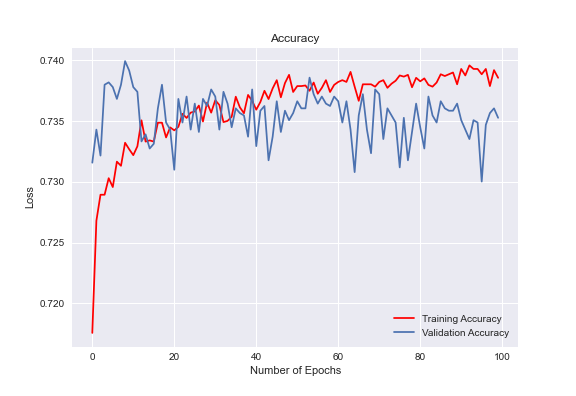 Accuracy
0.740
0.735
0.730
0.725
0.720
Loss
0
20
40
60
80
100
Number of Epochs
Training Accuracy
Validation Accuracy